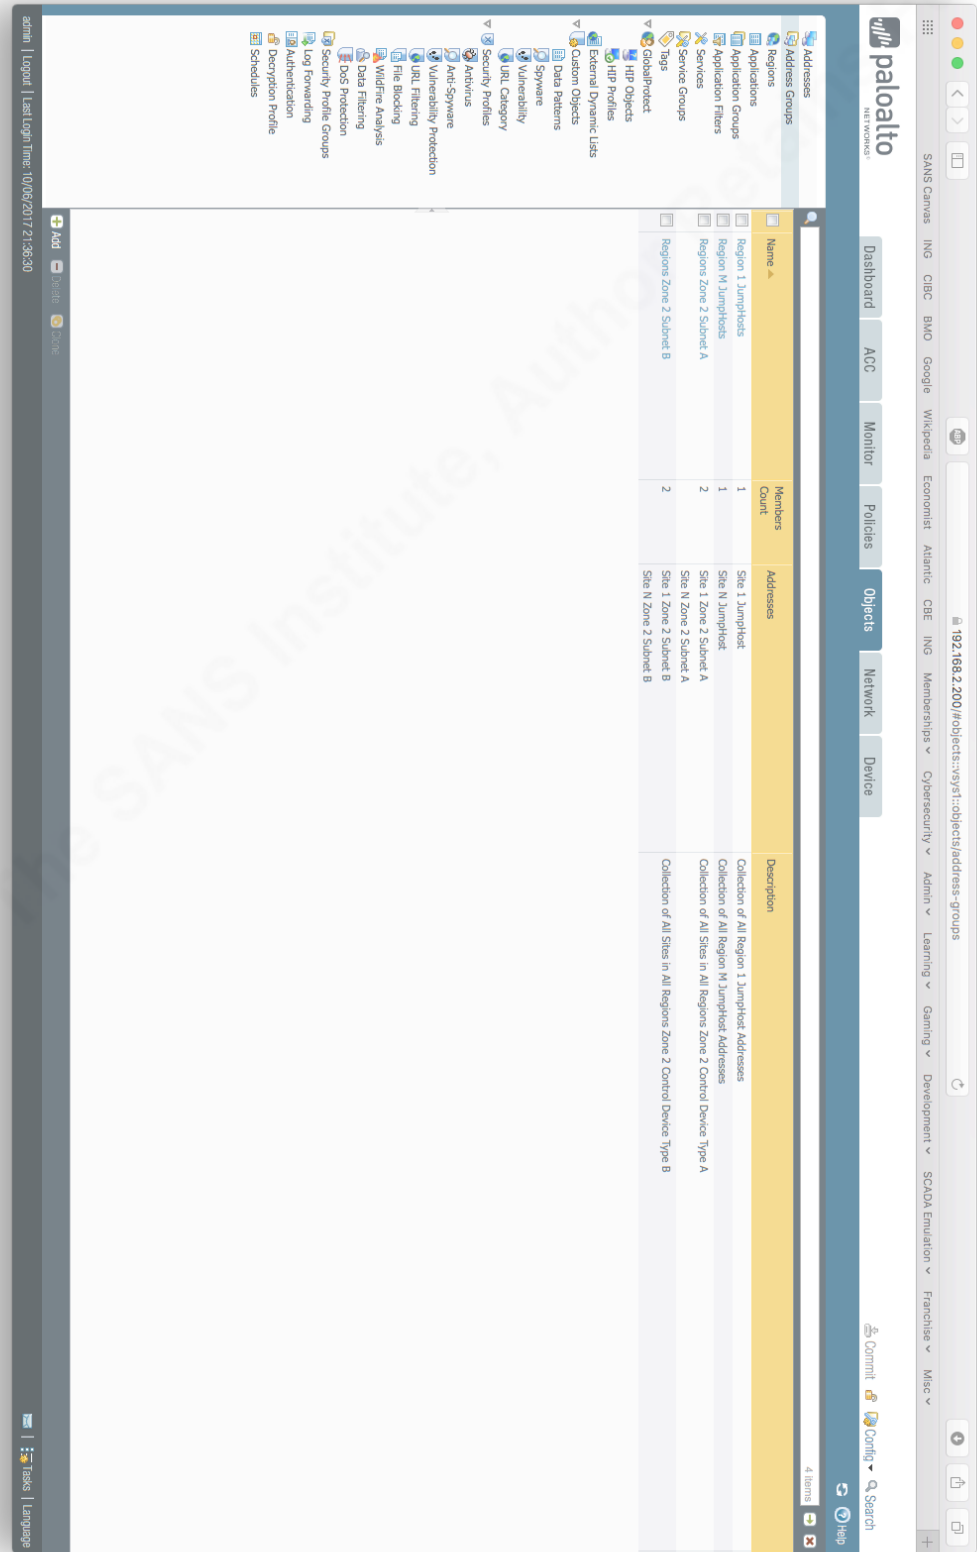 192.168.2.200/#objects::vsys1::objects/address-groups
ABP
SANS Canvas ING CIBC BMO Google Wikipedia Economist Atlantic CBE ING Memberships Cybersecurity Admin Learning Gaming Development SCADA Emulation Franchise Misc
paloalto
NETWORKS®
Dashboard ACC Monitor Policies Objects Network Device
Commit Config Search
Help
Addresses
Address Groups
Regions
Applications
Application Groups
Application Filters
Services
Service Groups
Tags
GlobalProtect
HIP Objects
HIP Profiles
External Dynamic Lists
Custom Objects
Data Patterns
Spyware
Vulnerability
URL Category
Security Profiles
Antivirus
Anti-Spyware
Vulnerability Protection
URL Filtering
File Blocking
WildFire Analysis
Data Filtering
DoS Protection
Security Profile Groups
Log Forwarding
Authentication
Decryption Profile
Schedules
4 items
Name Members Count Addresses Description
Region 1 JumpHosts 1 Site 1 JumpHost Collection of All Region 1 JumpHost Addresses
Region M JumpHosts 1 Site N JumpHost Collection of All Region M JumpHost Addresses
Regions Zone 2 Subnet A 2 Site 1 Zone 2 Subnet A Collection of All Sites in All Regions Zone 2 Control Device Type A
Site N Zone 2 Subnet A
Regions Zone 2 Subnet B 2 Site 1 Zone 2 Subnet B Collection of All Sites in All Regions Zone 2 Control Device Type B
Site N Zone 2 Subnet B
Add Delete Clone
admin | Logout | Last Login Time: 10/06/2017 21:36:30
Tasks | Language
The SANS Institute, Author